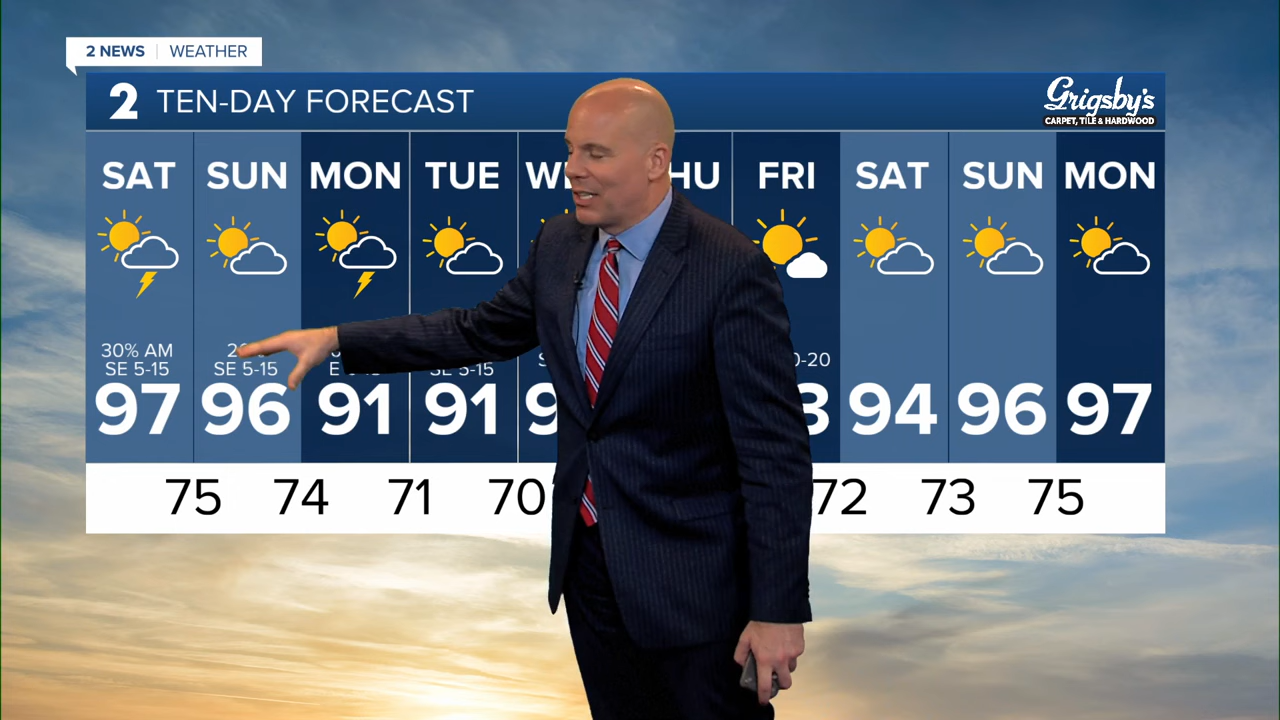 2 NEWS | WEATHER
2 TEN-DAY FORECAST
Grigsby's
CARPET, TILE & HARDWOOD
SAT SUN MON TUE FRI SAT SUN MON
30% AM
SE 5-15 SE 5-15 SE 5-15
97 96 91 91 94 96 97
75 74 71 70 72 73 75